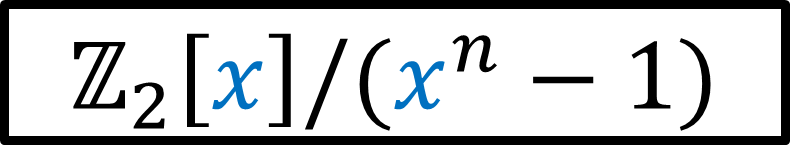 ℤ₂[x]/(xⁿ − 1)